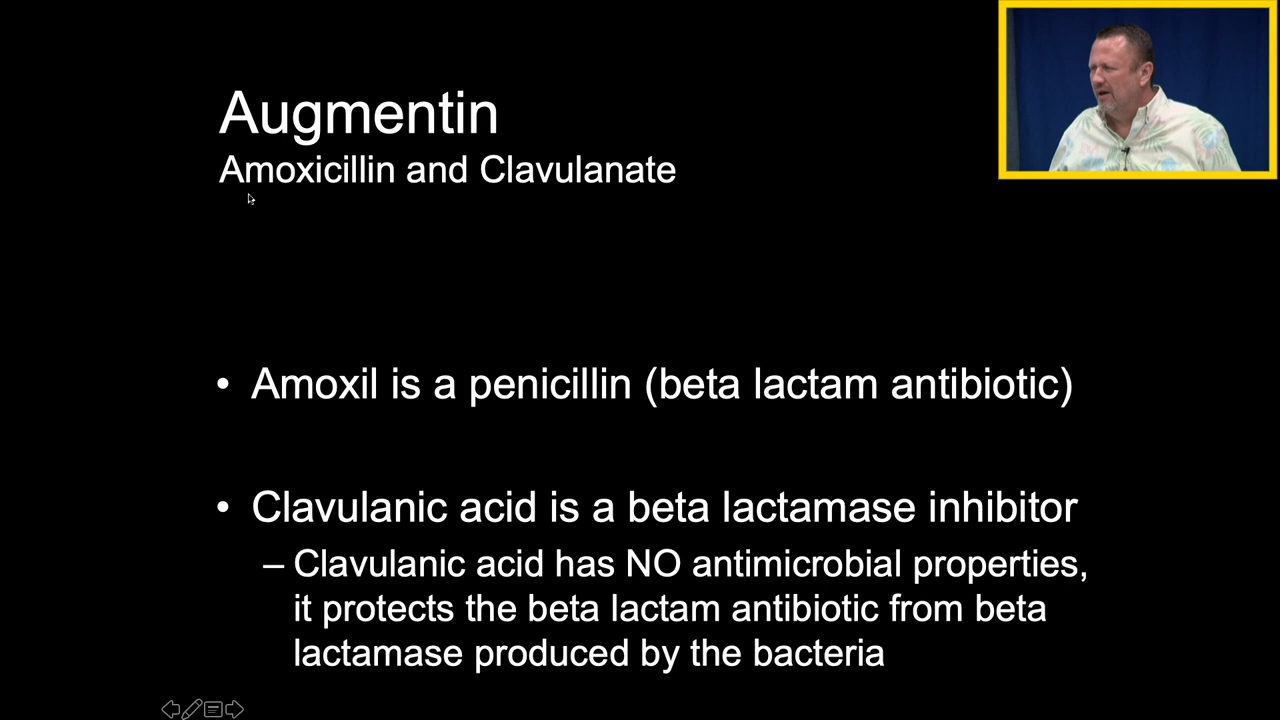 Augmentin
Amoxicillin and Clavulanate
• Amoxil is a penicillin (beta lactam antibiotic)
• Clavulanic acid is a beta lactamase inhibitor
– Clavulanic acid has NO antimicrobial properties,
it protects the beta lactam antibiotic from beta
lactamase produced by the bacteria